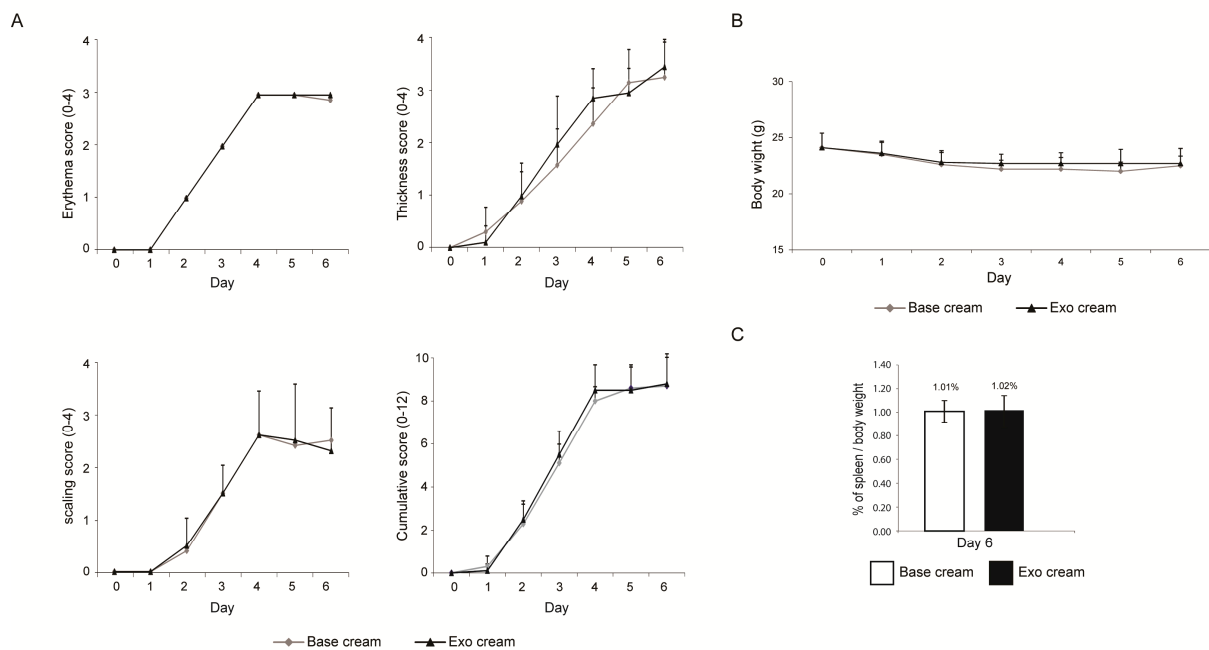 A
Erythema score (0-4)
4
3
2
1
0
0 1 2 3 4 5 6
Day
Thickness score (0-4)
4
3
2
1
0
0 1 2 3 4 5 6
Day
scaling score (0-4)
4
3
2
1
0
0 1 2 3 4 5 6
Day
Cumulative score (0-12)
10
8
6
4
2
0
0 1 2 3 4 5 6
Day
Base cream Exo cream
B
Body wight (g)
30
25
20
15
0 1 2 3 4 5 6
Day
Base cream Exo cream
C
% of spleen / body weight
1.40
1.20
1.00
0.80
0.60
0.40
0.20
0.00
1.01% 1.02%
Day 6
Base cream Exo cream